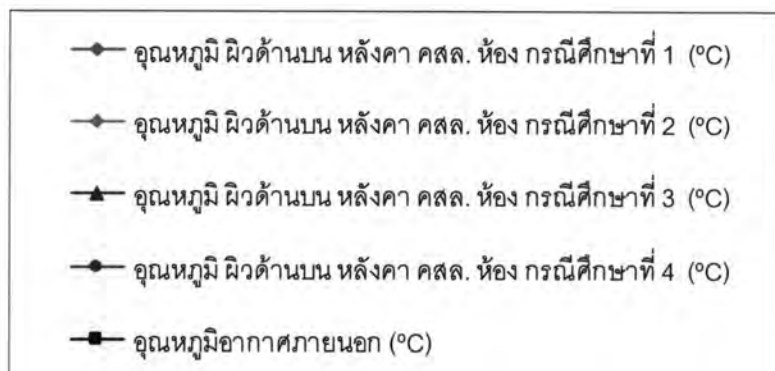 อุณหภูมิ ผิวด้านบน หลังคา คสล. ห้อง กรณีศึกษาที่ 1 (ºC)
อุณหภูมิ ผิวด้านบน หลังคา คสล. ห้อง กรณีศึกษาที่ 2 (ºC)
อุณหภูมิ ผิวด้านบน หลังคา คสล. ห้อง กรณีศึกษาที่ 3 (ºC)
อุณหภูมิ ผิวด้านบน หลังคา คสล. ห้อง กรณีศึกษาที่ 4 (ºC)
อุณหภูมิอากาศภายนอก (ºC)